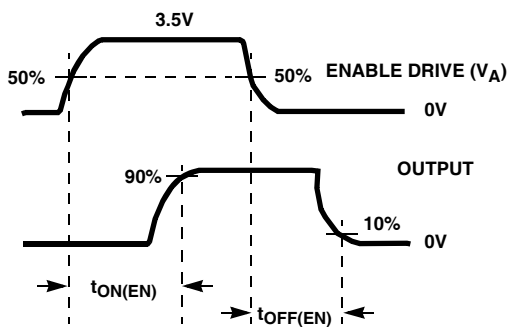 3.5V
50%
50%
ENABLE DRIVE (VA)
0V
OUTPUT
90%
10%
0V
tON(EN)
tOFF(EN)